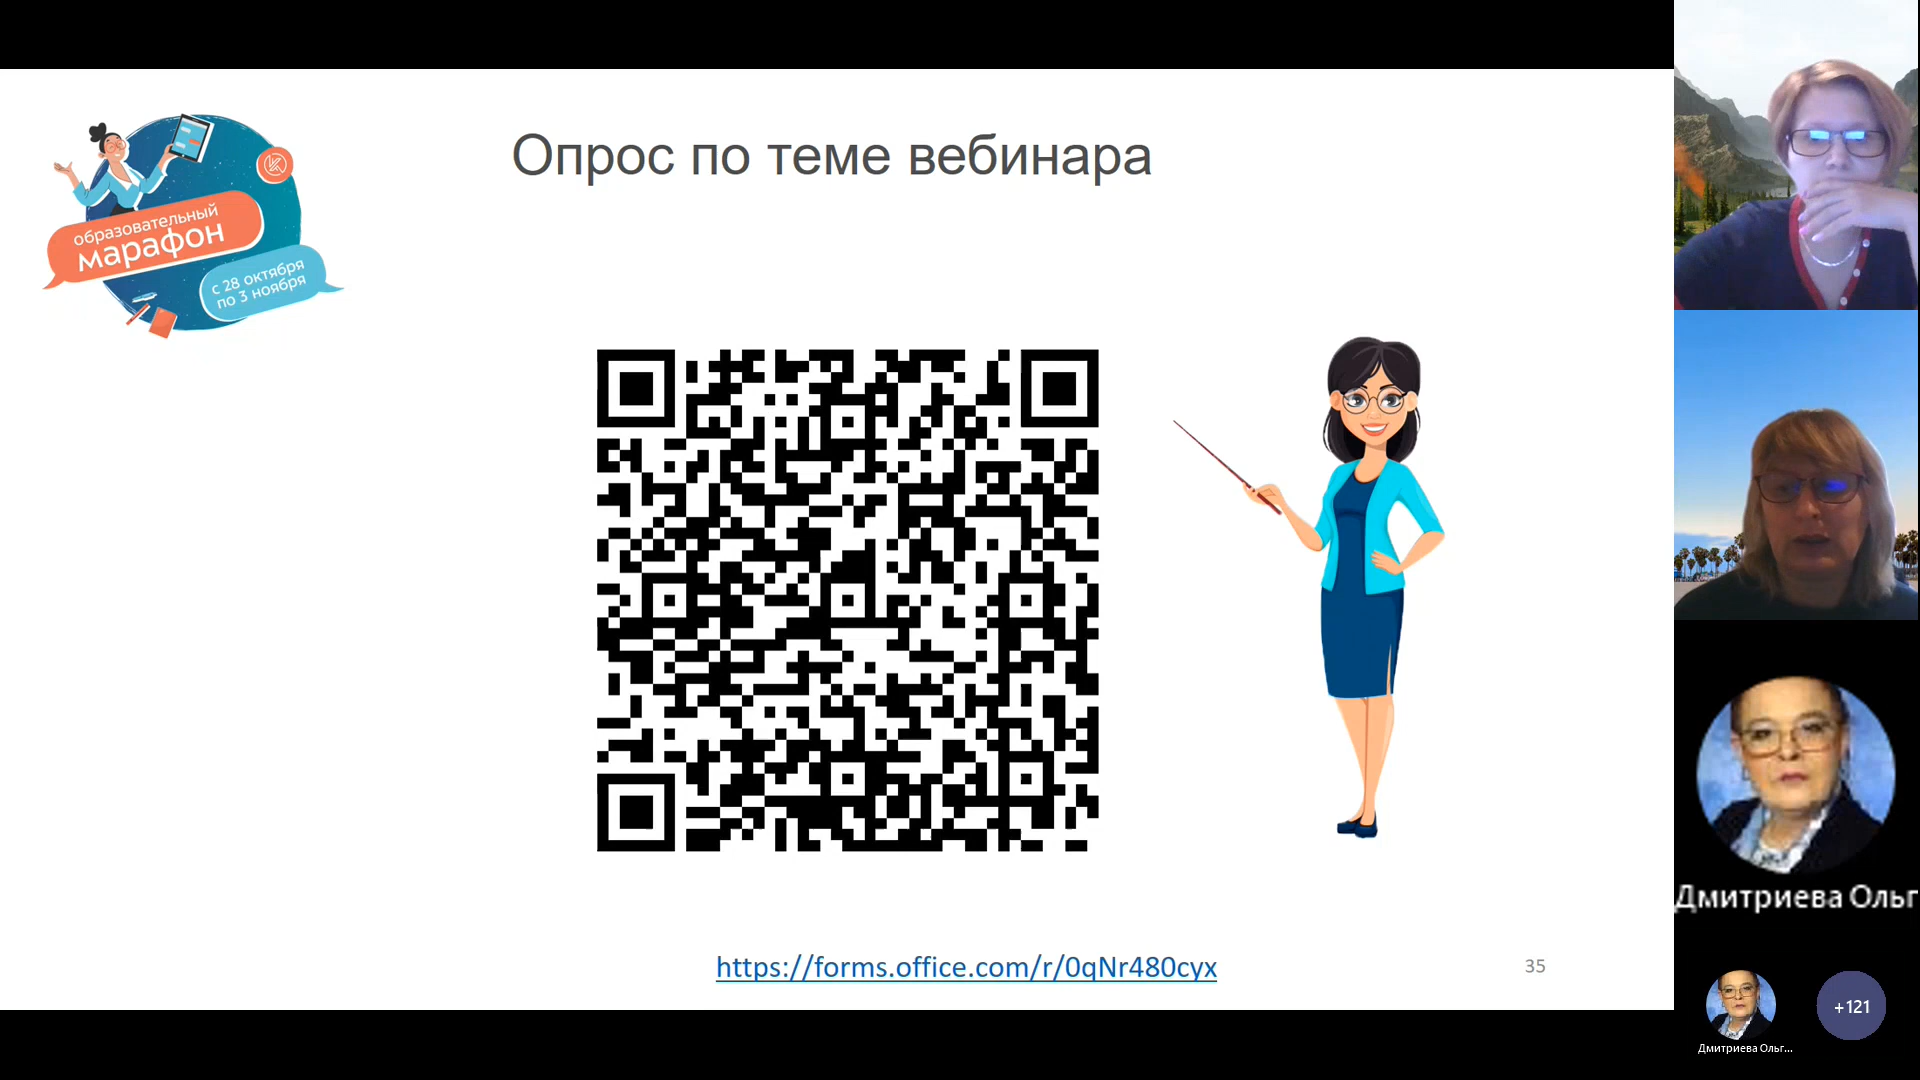 Опрос по теме вебинара
образовательный
марафон
с 28 октября
по 3 ноября
https://forms.office.com/r/0qNr480cyx
35
Дмитриева Ольг
+121
Дмитриева Ольг...